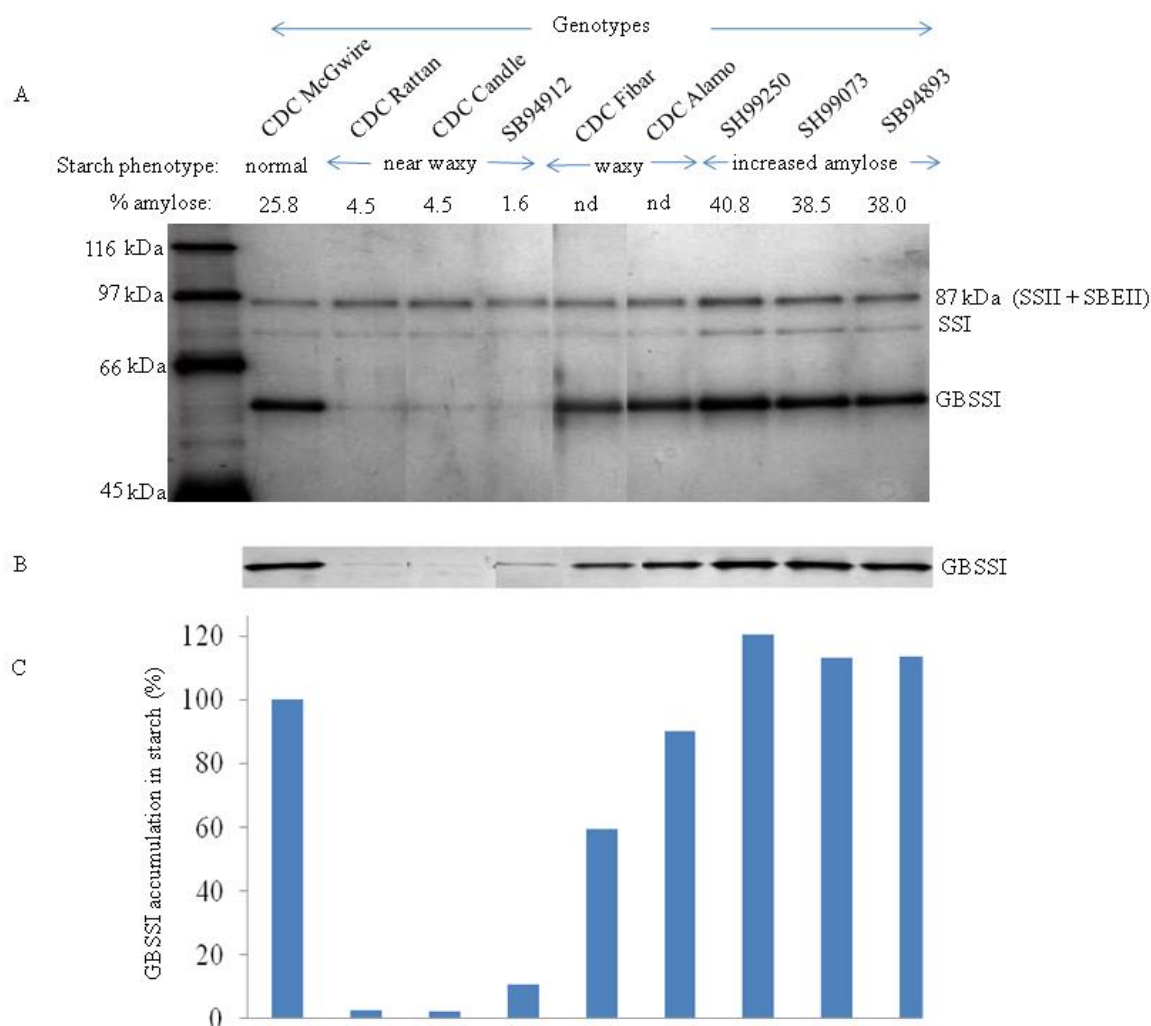 Genotypes
A
CDC McGwire
CDC Rattan
CDC Candle
SB94912
CDC Fibar
CDC Alamo
SH99250
SH99073
SB94893
Starch phenotype: normal near waxy waxy increased amylose
% amylose: 25.8 4.5 4.5 1.6 nd nd 40.8 38.5 38.0
116 kDa
97 kDa 87 kDa (SSII + SBEII)
SSI
66 kDa
GBSSI
45 kDa
B GBSSI
C
GBSSI accumulation in starch (%)
120
100
80
60
40
20
0